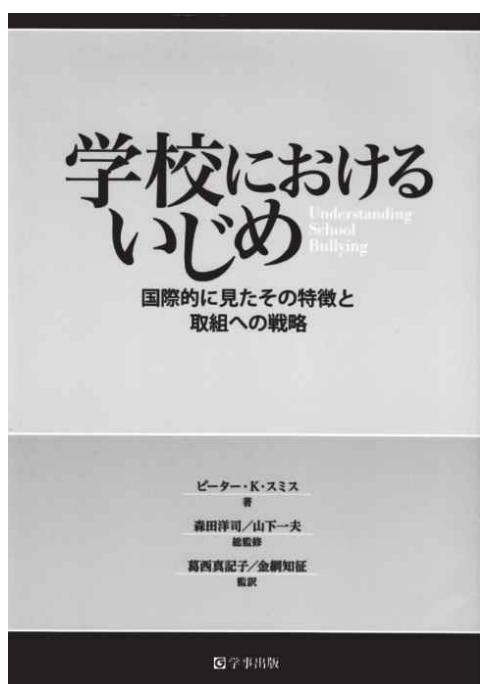 学校における
いじめ
Understanding
School
Bullying
国際的に見たその特徴と
取組への戦略
ピーター・K・スミス
著
森田洋司／山下一夫
総監修
葛西真記子／金綱知征
監訳
学事出版